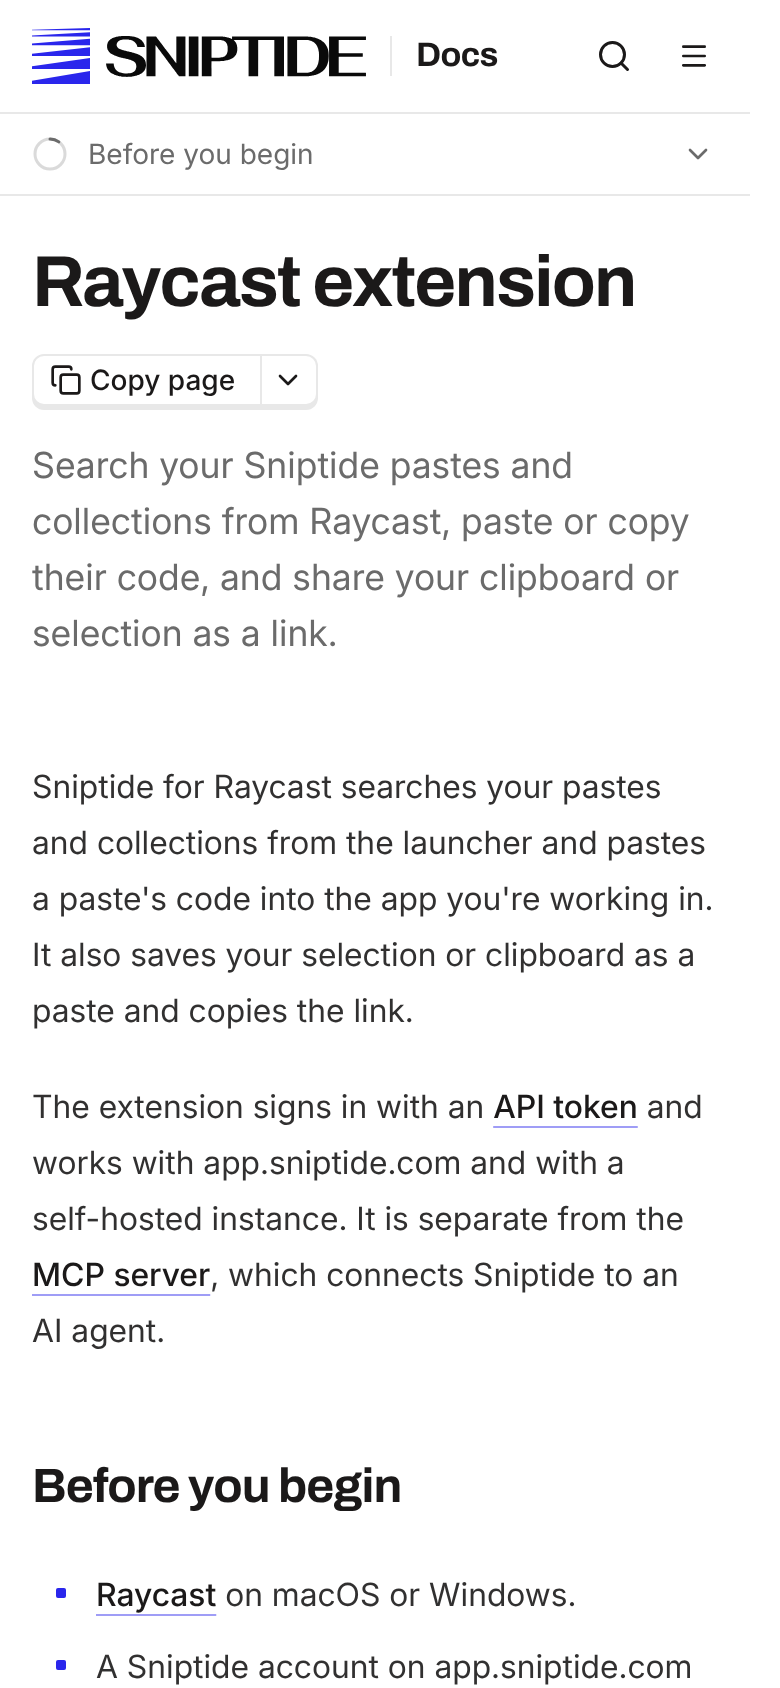 SNIPTIDE Docs
Before you begin
Raycast extension
Copy page
Search your Sniptide pastes and
collections from Raycast, paste or copy
their code, and share your clipboard or
selection as a link.
Sniptide for Raycast searches your pastes
and collections from the launcher and pastes
a paste's code into the app you're working in.
It also saves your selection or clipboard as a
paste and copies the link.
The extension signs in with an API token and
works with app.sniptide.com and with a
self-hosted instance. It is separate from the
MCP server, which connects Sniptide to an
AI agent.
Before you begin
Raycast on macOS or Windows.
A Sniptide account on app.sniptide.com